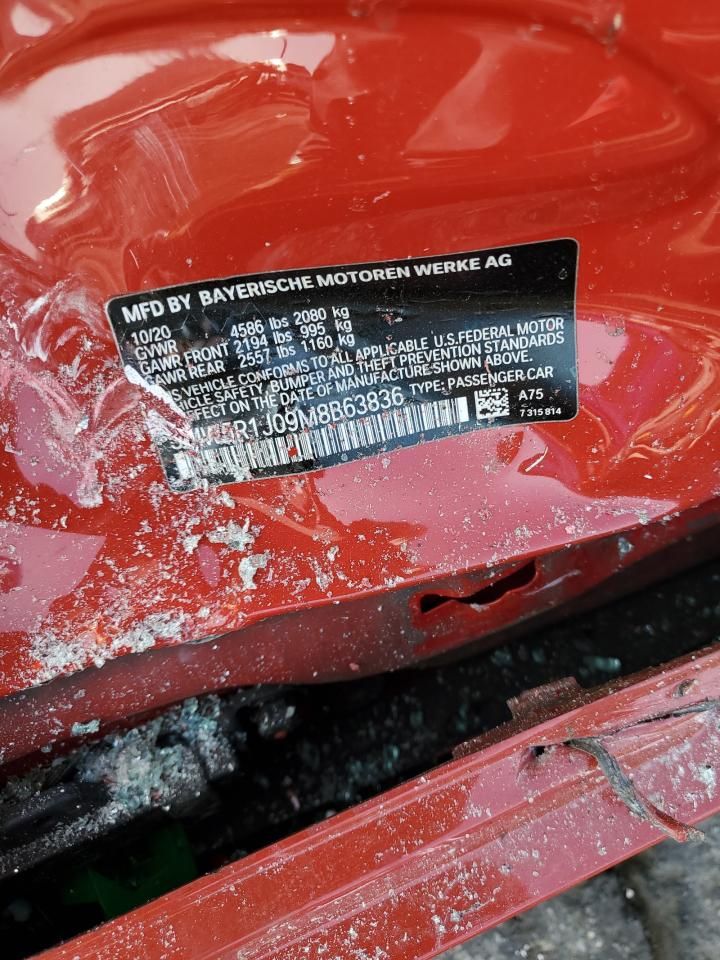 MFD BY BAYERISCHE MOTOREN WERKE AG
10/20
GVWR 4586 lbs 2080 kg
GAWR FRONT 2194 lbs 995 kg
GAWR REAR 2557 lbs 1160 kg
THIS VEHICLE CONFORMS TO ALL APPLICABLE U.S.FEDERAL MOTOR
VEHICLE SAFETY, BUMPER AND THEFT PREVENTION STANDARDS
IN EFFECT ON THE DATE OF MANUFACTURE SHOWN ABOVE.
R1J09M8B63836 TYPE: PASSENGER CAR
A75
7 315 814